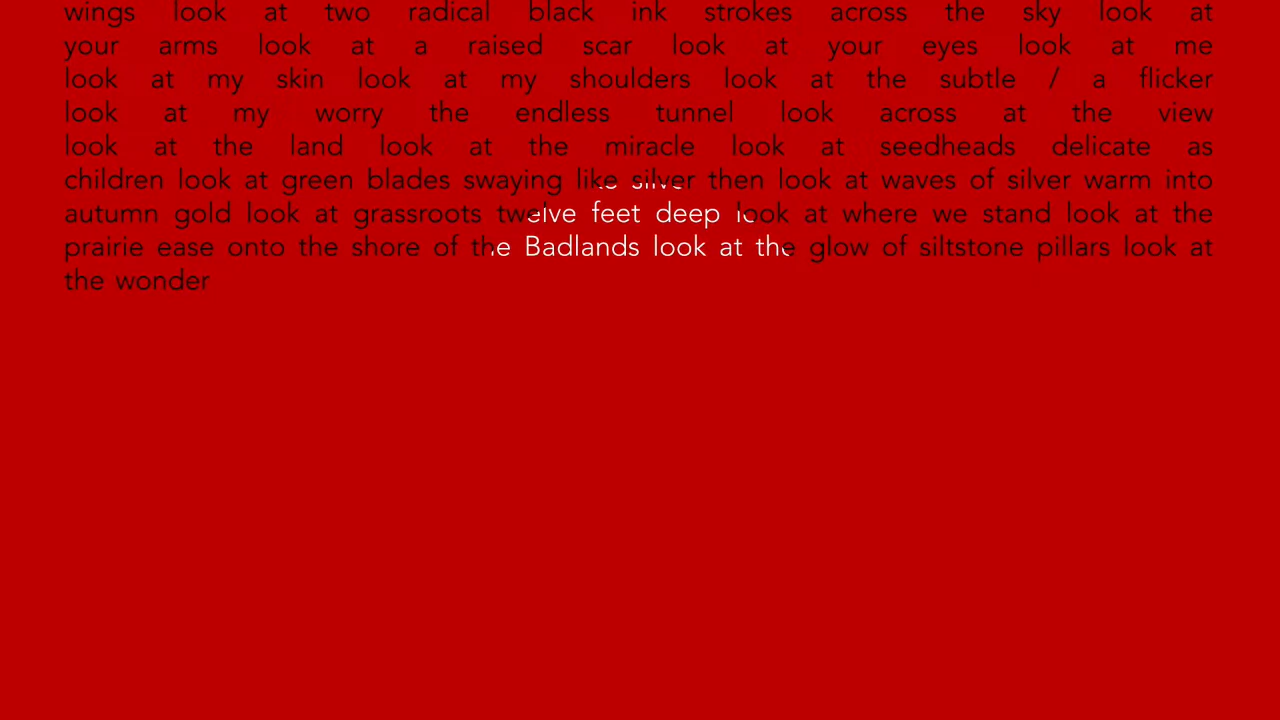 wings look at two radical black ink strokes across the sky look at
your arms look at a raised scar look at your eyes look at me
look at my skin look at my shoulders look at the subtle / a flicker
look at my worry the endless tunnel look across at the view
look at the land look at the miracle look at seedheads delicate as
children look at green blades swaying like silver then look at waves of silver warm into
autumn gold look at grassroots twelve feet deep look at where we stand look at the
prairie ease onto the shore of the Badlands look at the glow of siltstone pillars look at
the wonder